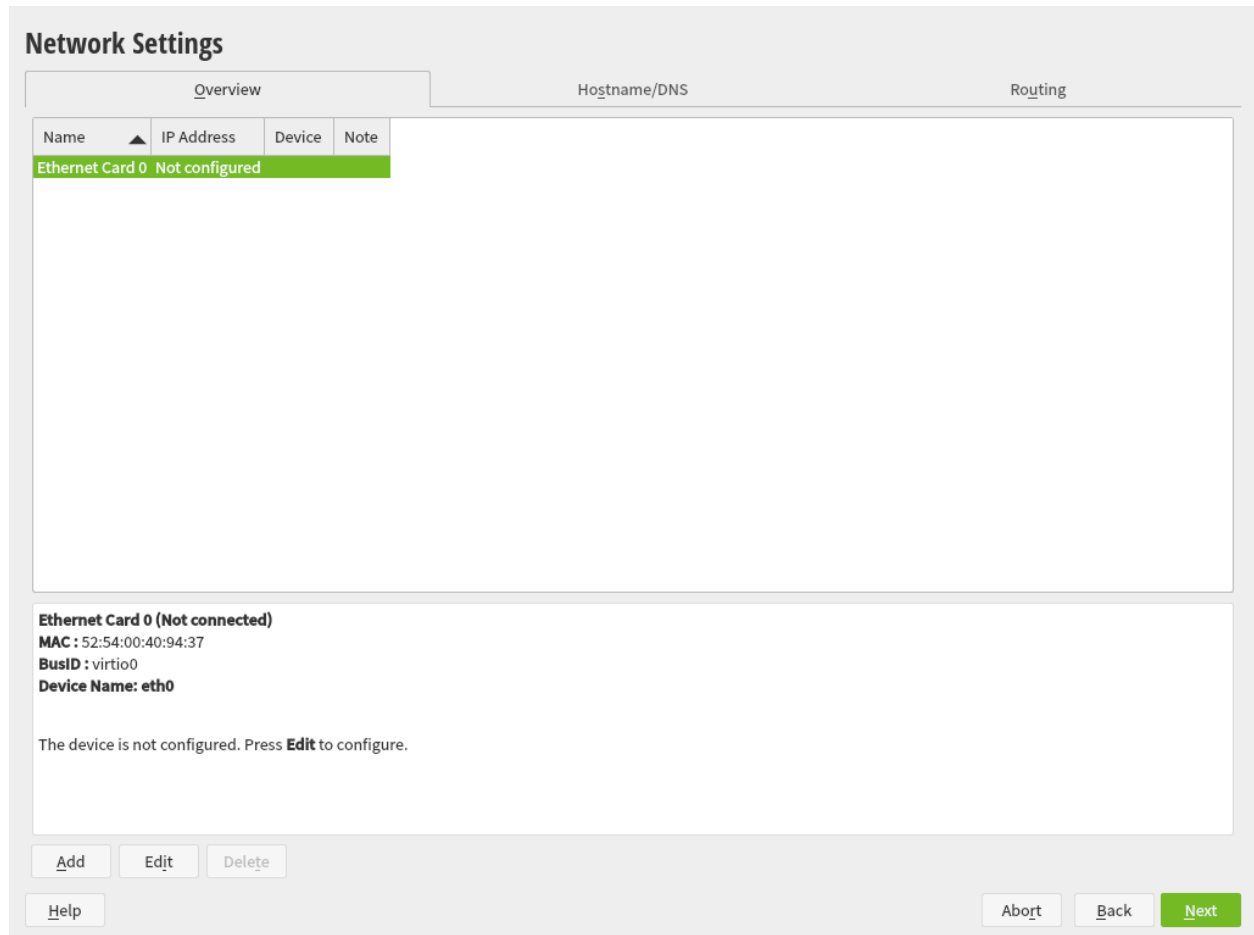 Network Settings
Overview Hostname/DNS Routing
Name IP Address Device Note
Ethernet Card 0 Not configured
Ethernet Card 0 (Not connected)
MAC : 52:54:00:40:94:37
BusID : virtio0
Device Name: eth0
The device is not configured. Press Edit to configure.
Add Edit Delete
Help Abort Back Next